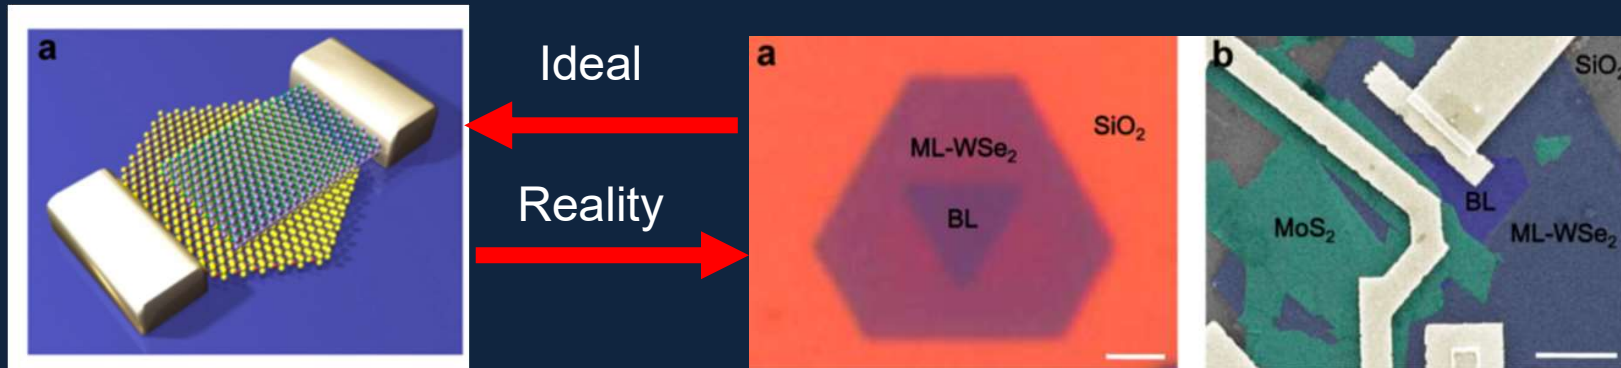 a
Ideal
Reality
a
SiO₂
ML-WSe₂
BL
b
SiO₂
BL
MoS₂
ML-WSe₂